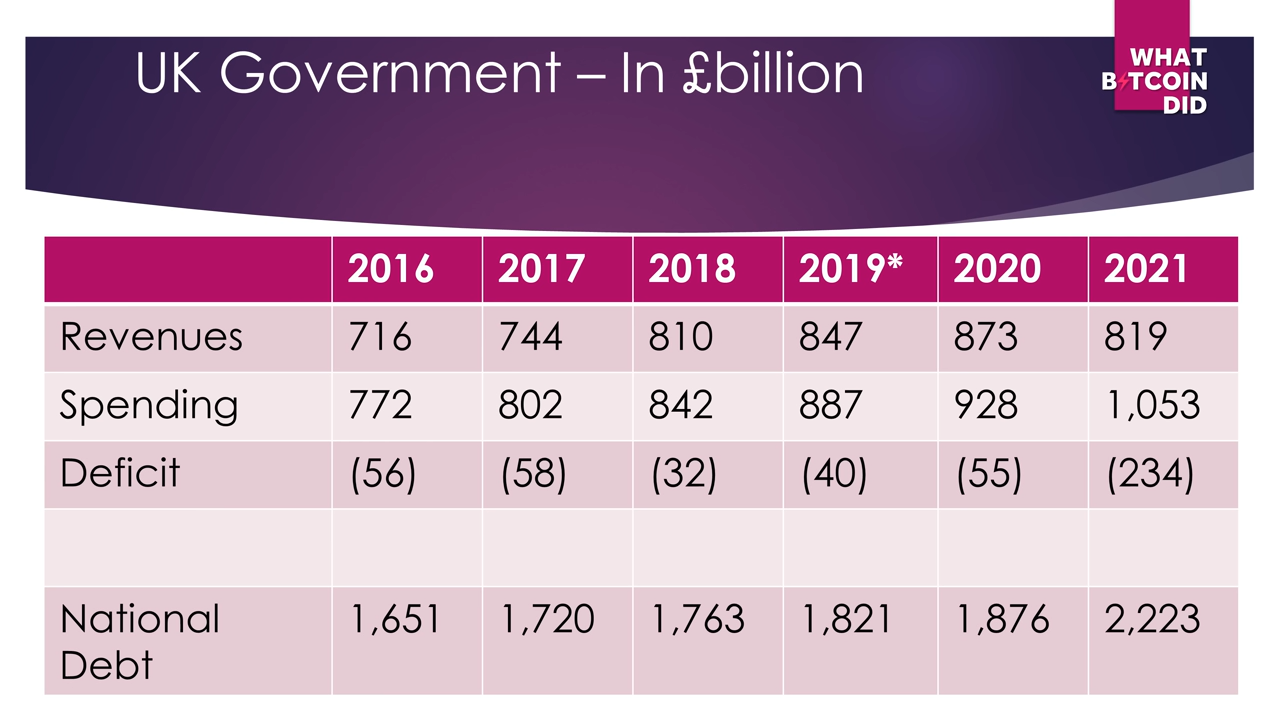 UK Government – In £billion
WHAT
B⚡TCOIN
DID
2016 2017 2018 2019* 2020 2021
Revenues 716 744 810 847 873 819
Spending 772 802 842 887 928 1,053
Deficit (56) (58) (32) (40) (55) (234)
National 1,651 1,720 1,763 1,821 1,876 2,223
Debt